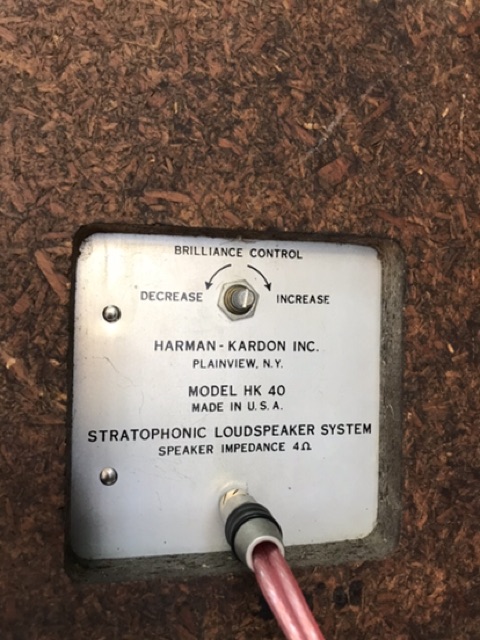 BRILLIANCE CONTROL
DECREASE INCREASE
HARMAN-KARDON INC.
PLAINVIEW, N.Y.
MODEL HK 40
MADE IN U.S.A.
STRATOPHONIC LOUDSPEAKER SYSTEM
SPEAKER IMPEDANCE 4Ω